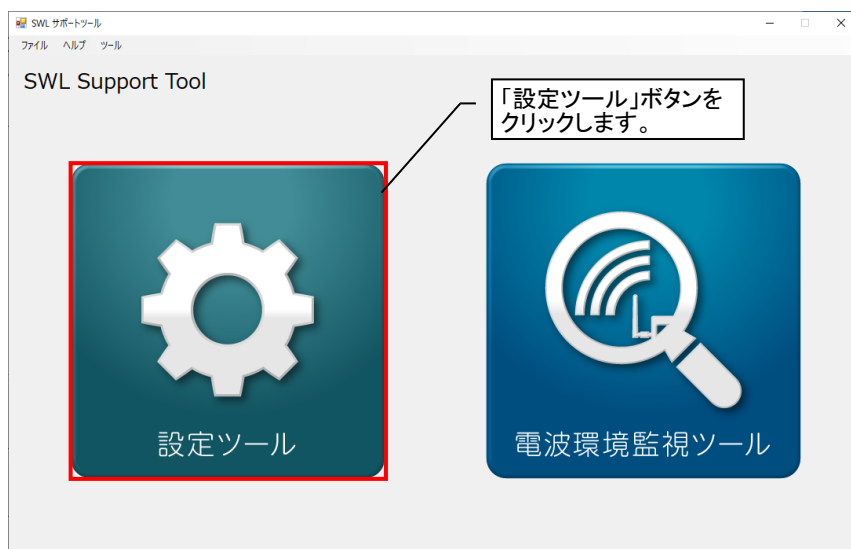 SWL サポートツール
ファイル ヘルプ ツール
SWL Support Tool
「設定ツール」ボタンを
クリックします。
設定ツール
電波環境監視ツール